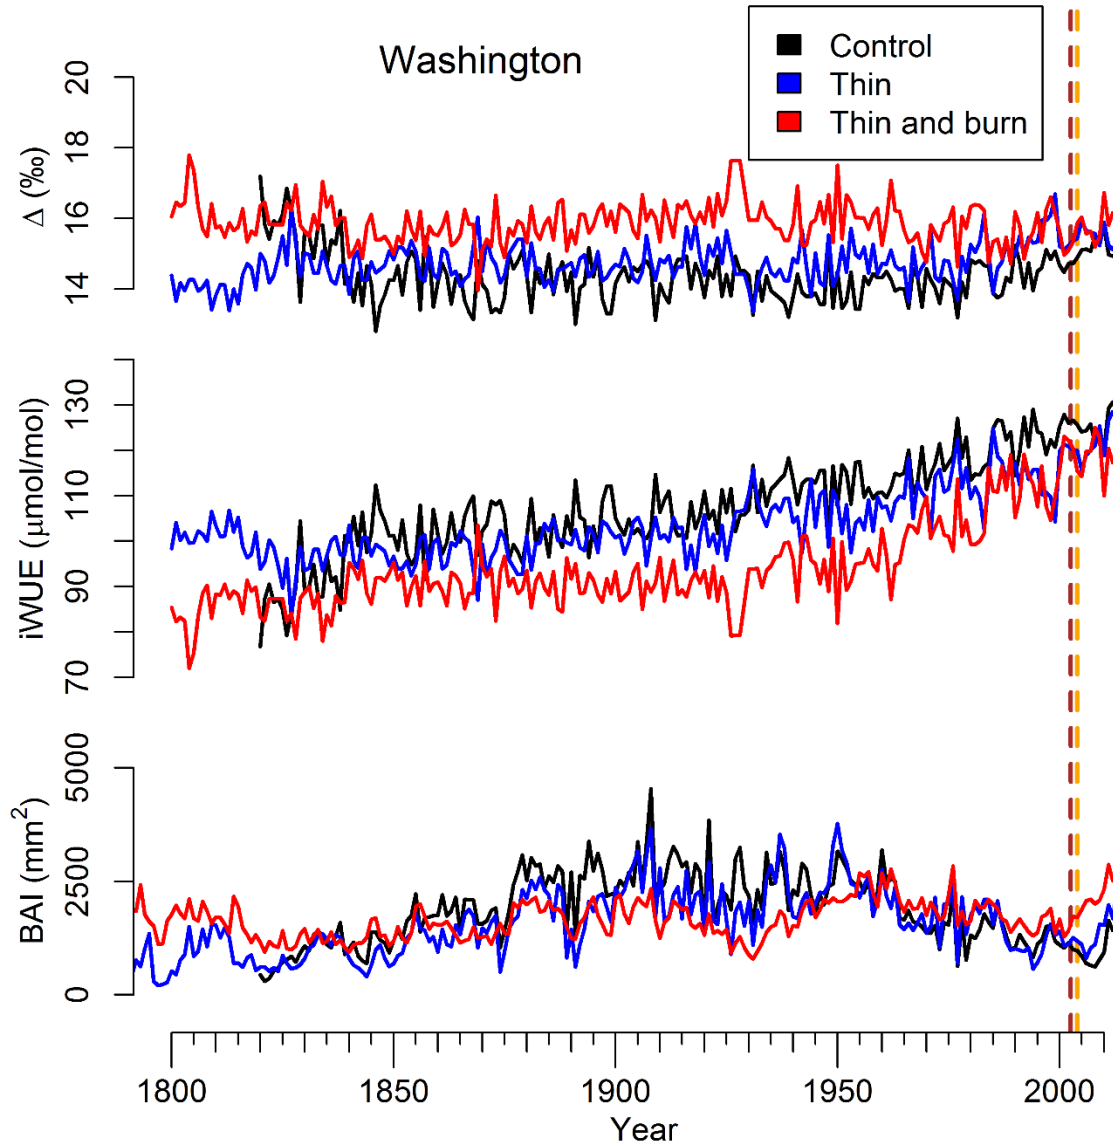 Washington
Control
Thin
Thin and burn
Δ (‰)
20
18
16
14
iWUE (μmol/mol)
130
110
90
70
BAI (mm²)
5000
2500
0
1800
1850
1900
1950
2000
Year